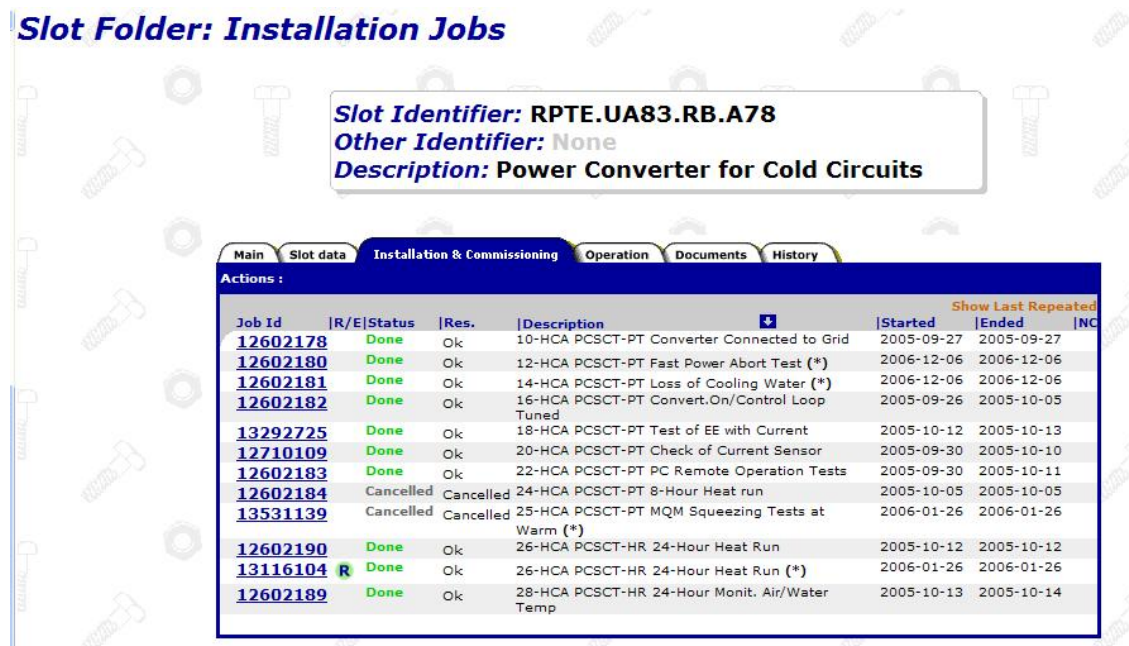 Slot Folder: Installation Jobs
Slot Identifier: RPTE.UA83.RB.A78
Other Identifier: None
Description: Power Converter for Cold Circuits
Main Slot data Installation & Commissioning Operation Documents History
Actions :
Show Last Repeated
Job Id |R/E|Status |Res. |Description |Started |Ended |NC
12602178 Done Ok 10-HCA PCSCT-PT Converter Connected to Grid 2005-09-27 2005-09-27
12602180 Done Ok 12-HCA PCSCT-PT Fast Power Abort Test (*) 2006-12-06 2006-12-06
12602181 Done Ok 14-HCA PCSCT-PT Loss of Cooling Water (*) 2006-12-06 2006-12-06
12602182 Done Ok 16-HCA PCSCT-PT Convert.On/Control Loop 2005-09-26 2005-10-05
Tuned
13292725 Done Ok 18-HCA PCSCT-PT Test of EE with Current 2005-10-12 2005-10-13
12710109 Done Ok 20-HCA PCSCT-PT Check of Current Sensor 2005-09-30 2005-10-10
12602183 Done Ok 22-HCA PCSCT-PT PC Remote Operation Tests 2005-09-30 2005-10-11
12602184 Cancelled Cancelled 24-HCA PCSCT-PT 8-Hour Heat run 2005-10-05 2005-10-05
13531139 Cancelled Cancelled 25-HCA PCSCT-PT MQM Squeezing Tests at 2006-01-26 2006-01-26
Warm (*)
12602190 Done Ok 26-HCA PCSCT-HR 24-Hour Heat Run 2005-10-12 2005-10-12
13116104 R Done Ok 26-HCA PCSCT-HR 24-Hour Heat Run (*) 2006-01-26 2006-01-26
12602189 Done Ok 28-HCA PCSCT-HR 24-Hour Monit. Air/Water 2005-10-13 2005-10-14
Temp